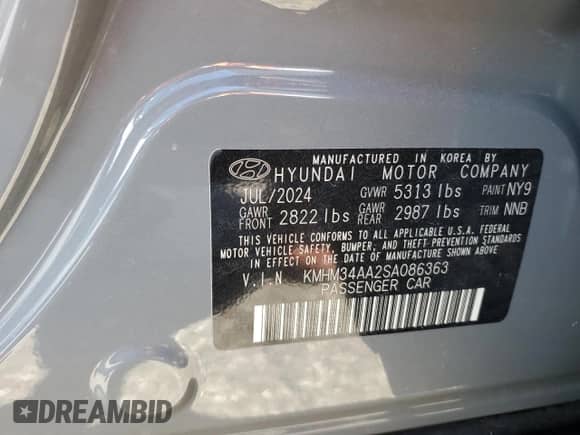 MANUFACTURED IN KOREA BY
HYUNDAI MOTOR COMPANY
JUL/2024 GVWR 5313 lbs PAINT NY9
GAWR FRONT 2822 lbs GAWR REAR 2987 lbs TRIM NNB
THIS VEHICLE CONFORMS TO ALL APPLICABLE U.S.A. FEDERAL
MOTOR VEHICLE SAFETY, BUMPER, AND THEFT PREVENTION STANDARDS
IN EFFECT ON THE DATE OF MANUFACTURE SHOWN ABOVE.
V.I.N KMHM34AA2SA086363
PASSENGER CAR
DREAMBID